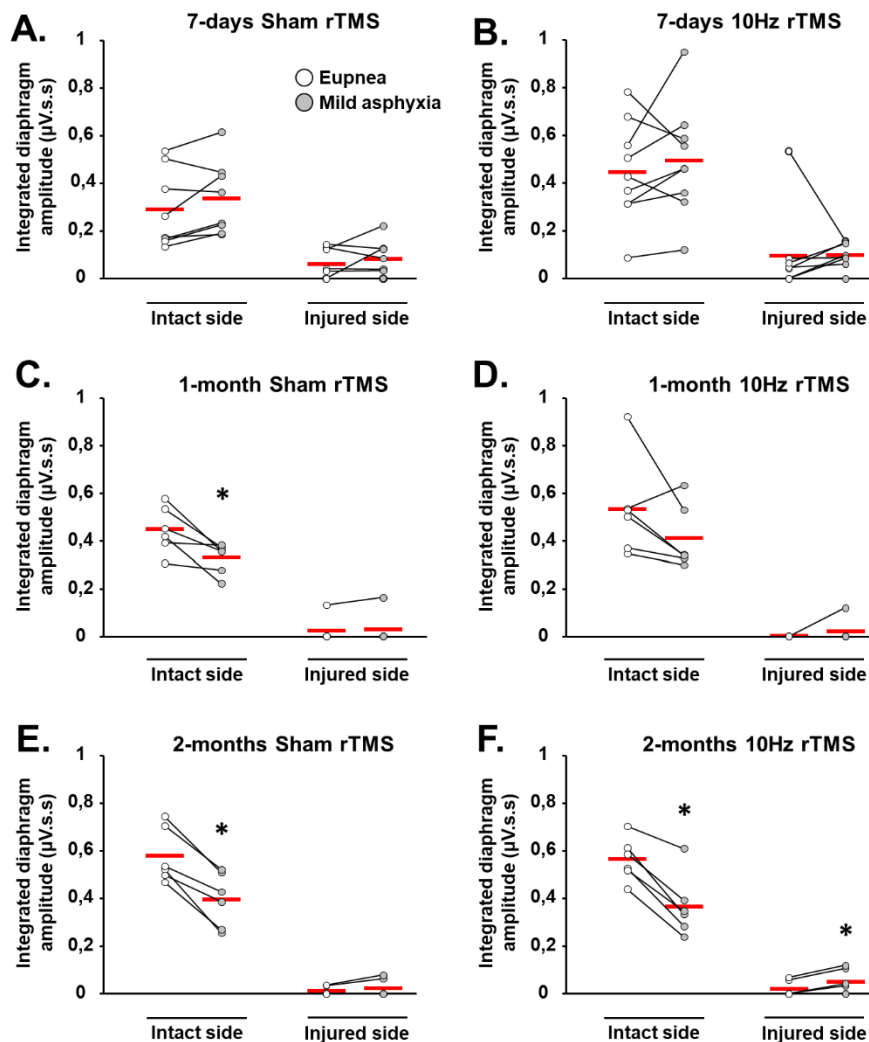 A.
7-days Sham rTMS
Integrated diaphragm
amplitude (µV.s.s)
1
0,8
0,6
0,4
0,2
0
Eupnea
Mild asphyxia
Intact side
Injured side
B.
7-days 10Hz rTMS
Integrated diaphragm
amplitude (µV.s.s)
1
0,8
0,6
0,4
0,2
0
Intact side
Injured side
C.
1-month Sham rTMS
Integrated diaphragm
amplitude (µV.s.s)
1
0,8
0,6
0,4
0,2
0
*
Intact side
Injured side
D.
1-month 10Hz rTMS
Integrated diaphragm
amplitude (µV.s.s)
1
0,8
0,6
0,4
0,2
0
Intact side
Injured side
E.
2-months Sham rTMS
Integrated diaphragm
amplitude (µV.s.s)
1
0,8
0,6
0,4
0,2
0
*
Intact side
Injured side
F.
2-months 10Hz rTMS
Integrated diaphragm
amplitude (µV.s.s)
1
0,8
0,6
0,4
0,2
0
*
*
Intact side
Injured side